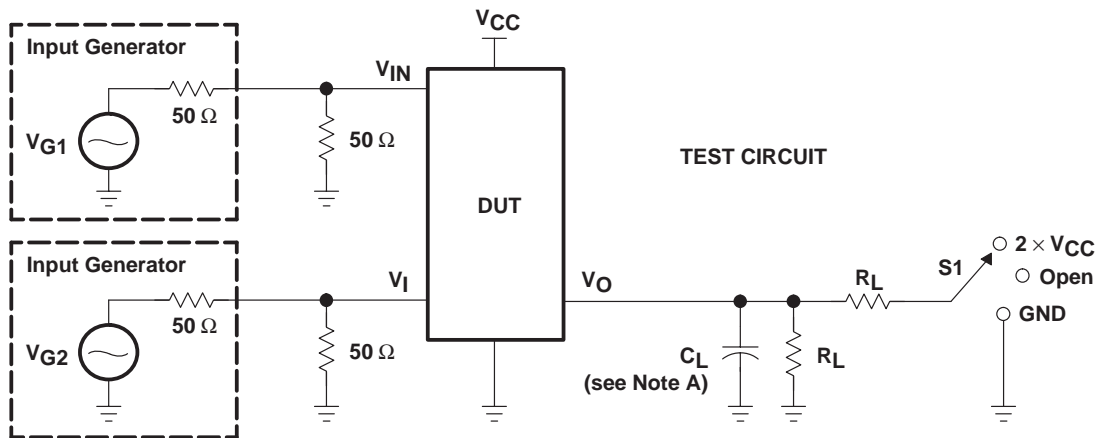 VCC
Input Generator
VIN
50 Ω
VG1
50 Ω
TEST CIRCUIT
DUT
Input Generator
VI
VO
50 Ω
VG2
50 Ω
RL
S1
2 × VCC
Open
GND
CL
(see Note A)
RL